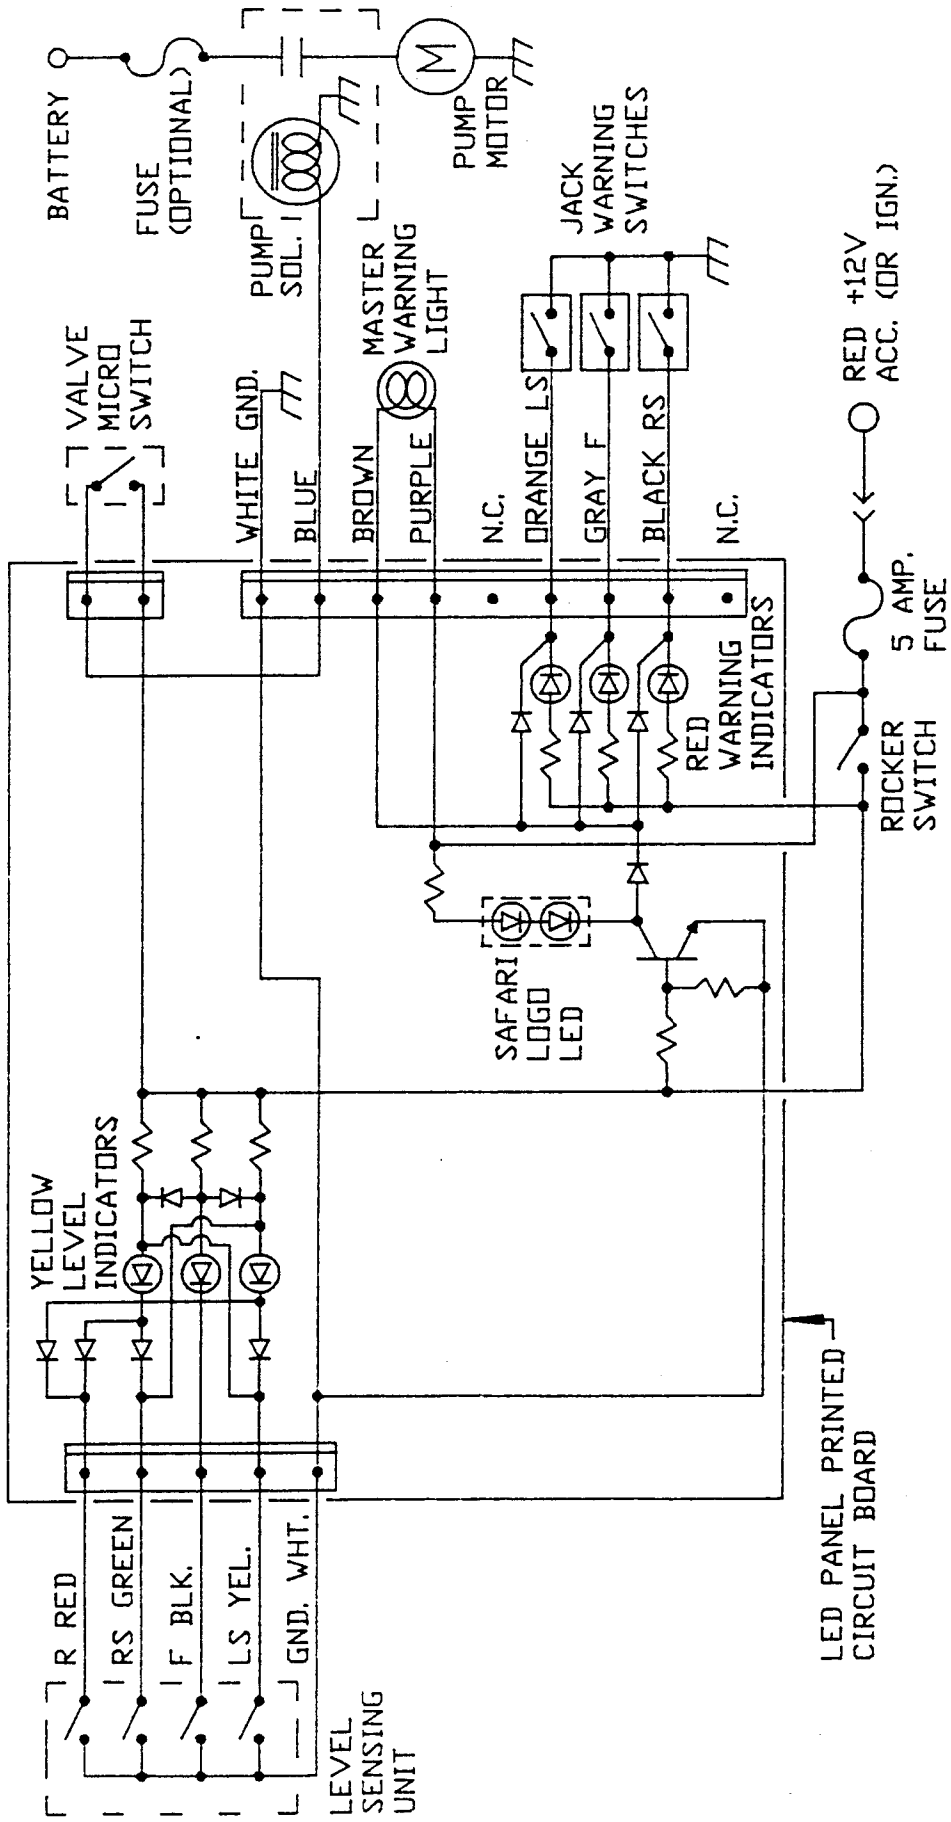 BATTERY
FUSE
(OPTIONAL)
PUMP
SOL.
M
PUMP
MOTOR
VALVE
MICRO
SWITCH
MASTER
WARNING
LIGHT
JACK
WARNING
SWITCHES
WHITE GND.
BLUE
BROWN
PURPLE
N.C.
ORANGE LS
GRAY F
BLACK RS
N.C.
RED +12V
ACC. (OR IGN.)
5 AMP.
FUSE
ROCKER
SWITCH
RED
WARNING
INDICATORS
SAFARI
LOGO
LED
YELLOW
LEVEL
INDICATORS
R RED
RS GREEN
F BLK.
LS YEL.
GND. WHT.
LEVEL
SENSING
UNIT
LED PANEL PRINTED
CIRCUIT BOARD